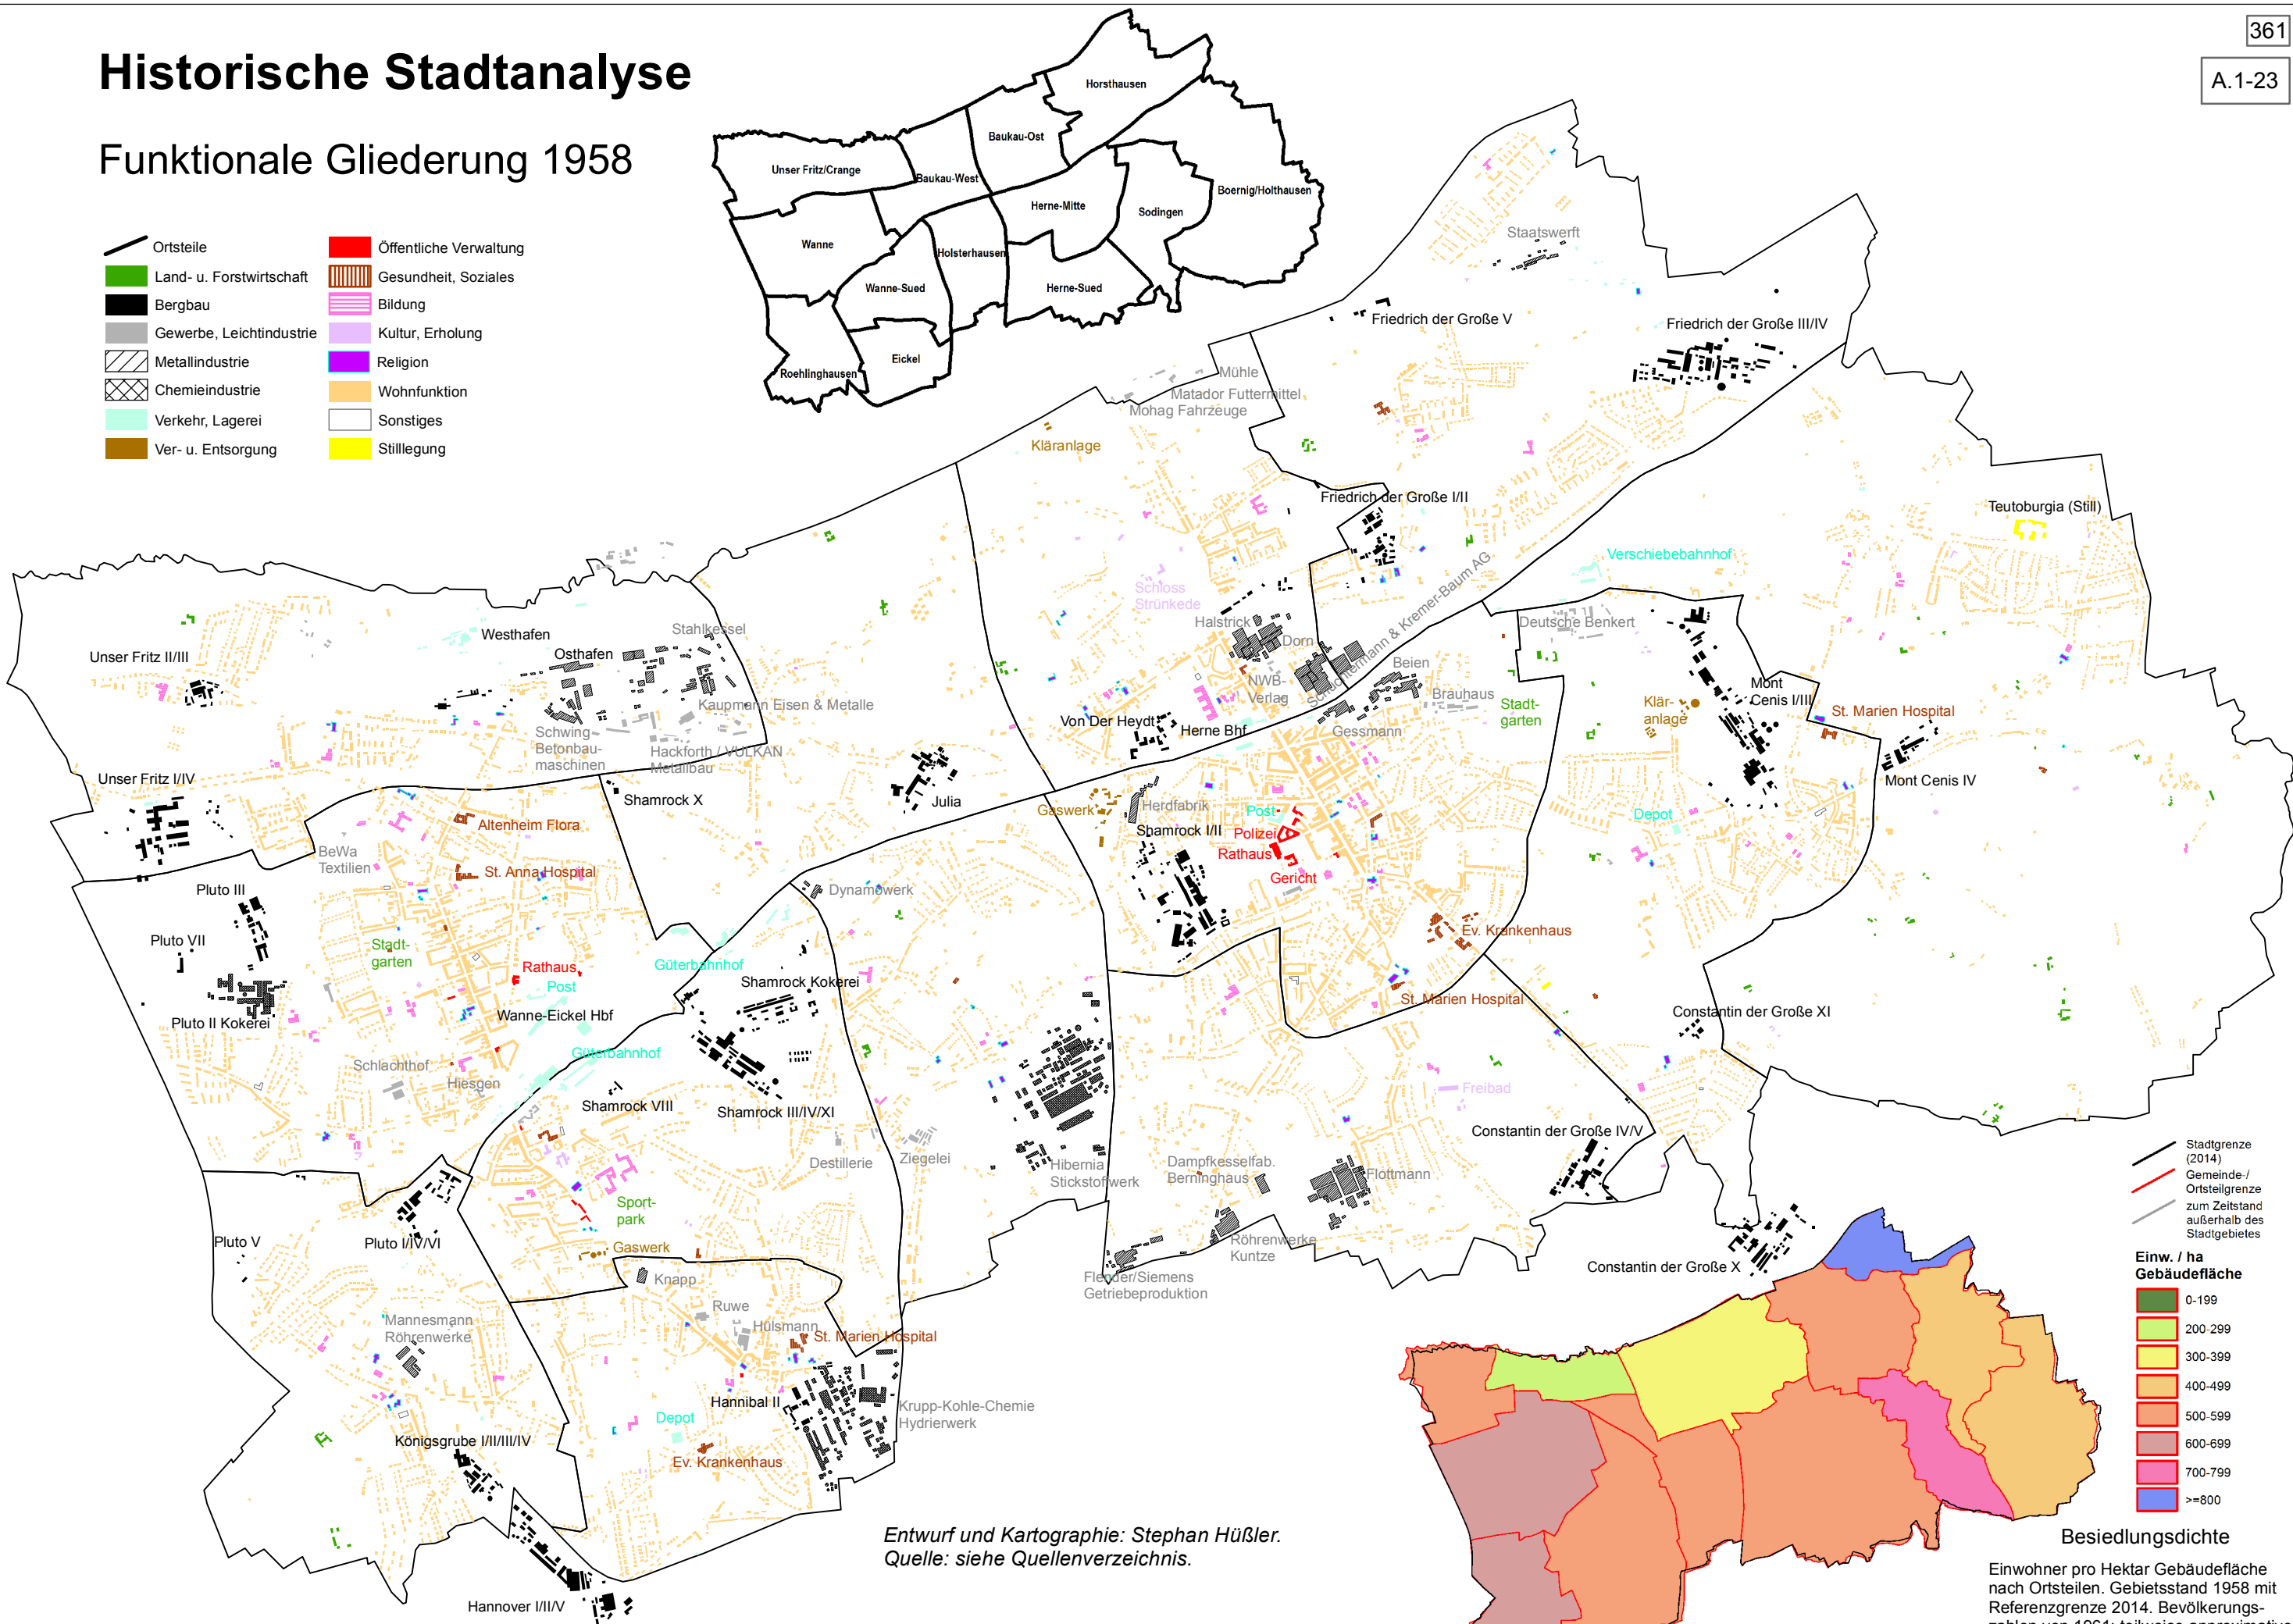 361
A.1-23
Historische Stadtanalyse
Funktionale Gliederung 1958
Ortsteile
Land- u. Forstwirtschaft
Bergbau
Gewerbe, Leichtindustrie
Metallindustrie
Chemieindustrie
Verkehr, Lagerei
Ver- u. Entsorgung
Öffentliche Verwaltung
Gesundheit, Soziales
Bildung
Kultur, Erholung
Religion
Wohnfunktion
Sonstiges
Stilllegung
Horsthausen
Baukau-Ost
Unser Fritz/Crange
Baukau-West
Boernig/Holthausen
Herne-Mitte
Sodingen
Wanne
Holsterhausen
Wanne-Sued
Herne-Sued
Eickel
Roehlinghausen
Staatswerft
Friedrich der Große V
Friedrich der Große III/IV
Mühle
Matador Futtermittel
Mohag Fahrzeuge
Kläranlage
Friedrich der Große I/II
Teutoburgia (Still)
Verschiebebahnhof
Schloss
Strünkede
Halstrick
Dorn
Schüchtermann & Kremer-Baum AG
Deutsche Benkert
Westhafen
Stahlkessel
Osthafen
Unser Fritz II/III
Beien
NWB-
Verlag
Brauhaus
Stadt-
garten
Klär-
anlage
Mont
Cenis I/III
St. Marien Hospital
Kaupmann Eisen & Metalle
Von Der Heydt
Herne Bhf
Gessmann
Schwing
Betonbau-
maschinen
Hackforth / VULKAN
Metallbau
Mont Cenis IV
Unser Fritz I/IV
Shamrock X
Julia
Gaswerk
Herdfabrik
Post
Depot
Altenheim Flora
Shamrock I/II
Polizei
Rathaus
BeWa
Textilien
St. Anna Hospital
Gericht
Pluto III
Dynamowerk
Pluto VII
Stadt-
garten
Ev. Krankenhaus
Rathaus
Güterbahnhof
Post
Shamrock Kokerei
St. Marien Hospital
Wanne-Eickel Hbf
Pluto II Kokerei
Constantin der Große XI
Güterbahnhof
Schlachthof
Hiesgen
Freibad
Shamrock VIII
Shamrock III/IV/XI
Constantin der Große IV/V
Destillerie
Ziegelei
Hibernia
Stickstoffwerk
Dampfkesselfab.
Berninghaus
Flottmann
Sport-
park
Pluto V
Pluto I/IV/VI
Gaswerk
Röhrenwerke
Kuntze
Constantin der Große X
Knapp
Flender/Siemens
Getriebeproduktion
Ruwe
Hülsmann
St. Marien Hospital
Mannesmann
Röhrenwerke
Hannibal II
Krupp-Kohle-Chemie
Hydrierwerk
Depot
Königsgrube I/II/III/IV
Ev. Krankenhaus
Hannover I/II/V
Entwurf und Kartographie: Stephan Hüßler.
Quelle: siehe Quellenverzeichnis.
Stadtgrenze
(2014)
Gemeinde-/
Ortsteilgrenze
zum Zeitstand
außerhalb des
Stadtgebietes
Einw. / ha
Gebäudefläche
0-199
200-299
300-399
400-499
500-599
600-699
700-799
>=800
Besiedlungsdichte
Einwohner pro Hektar Gebäudefläche
nach Ortsteilen. Gebietsstand 1958 mit
Referenzgrenze 2014. Bevölkerungs-
zahlen von 1961; teilweise approximative